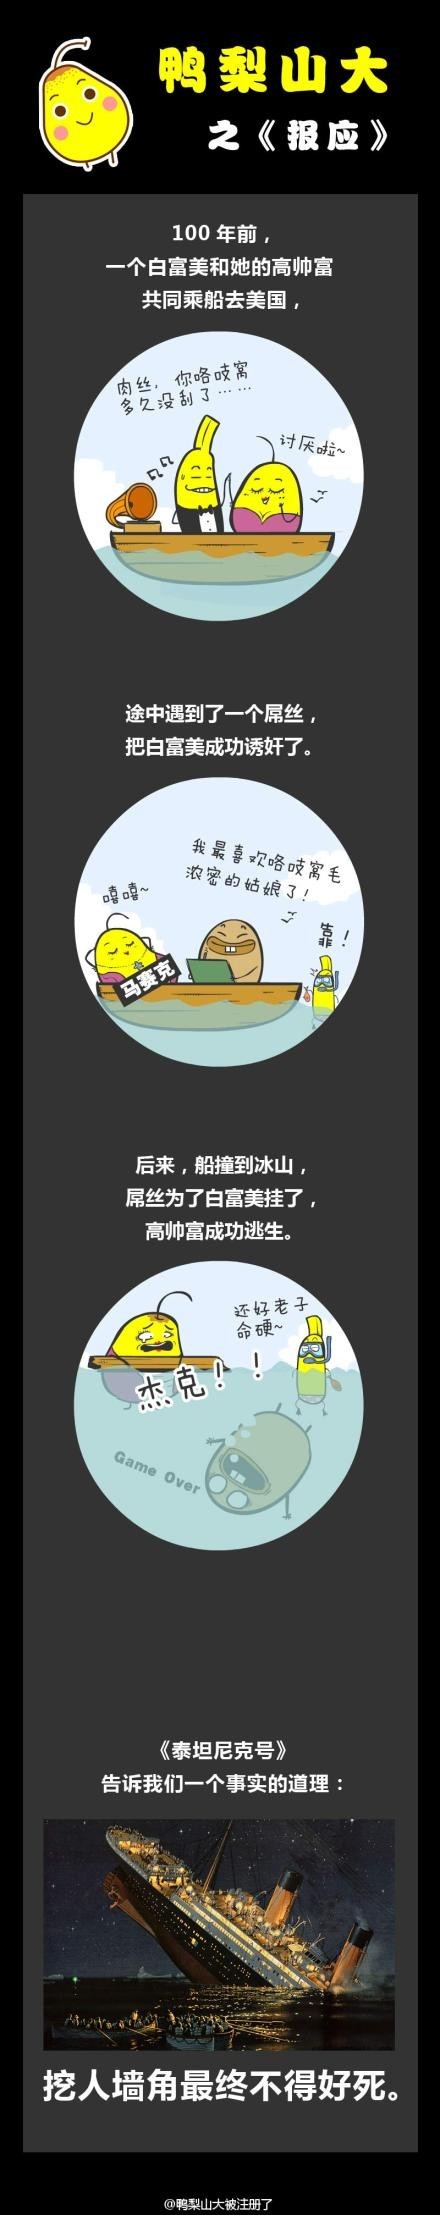 鸭梨山大
之《报应》
100 年前，
一个白富美和她的高帅富
共同乘船去美国，
肉丝，你咯吱窝
多久没刮了……
讨厌啦~
途中遇到了一个屌丝，
把白富美成功诱奸了。
我最喜欢咯吱窝毛
浓密的姑娘了！
嘻嘻~
靠！
马赛克
后来，船撞到冰山，
屌丝为了白富美挂了，
高帅富成功逃生。
还好老子
命硬~
杰克！！
Game Over
《泰坦尼克号》
告诉我们一个事实的道理：
挖人墙角最终不得好死。
@鸭梨山大被注册了